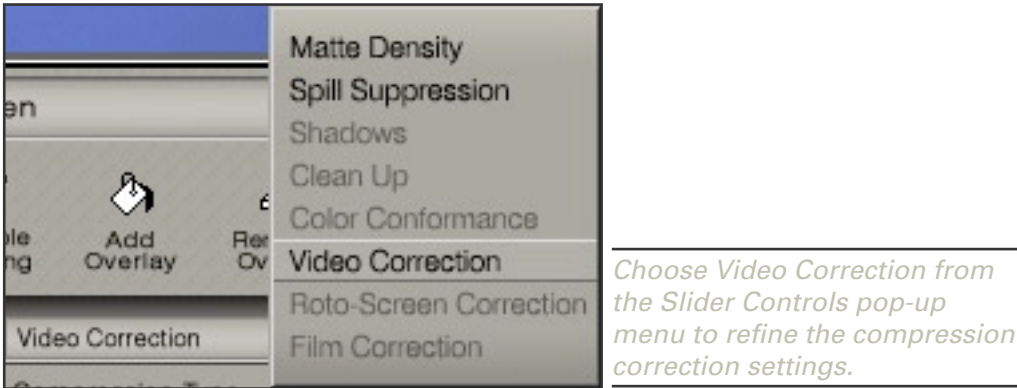 Matte Density
Spill Suppression
Shadows
Clean Up
Color Conformance
Video Correction
Roto-Screen Correction
Film Correction
Add
Overlay
Video Correction
Choose Video Correction from
the Slider Controls pop-up
menu to refine the compression
correction settings.